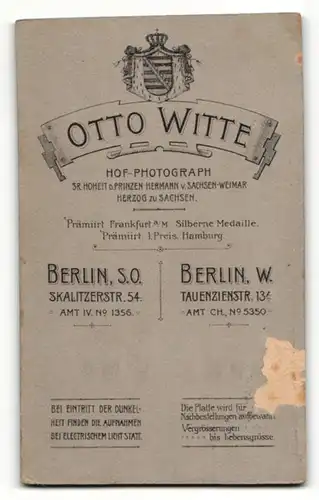 OTTO WITTE
HOF-PHOTOGRAPH
SR. HOHEIT D. PRINZEN HERMANN V. SACHSEN-WEIMAR
HERZOG ZU SACHSEN.
Prämiirt Frankfurt A/M Silberne Medaille.
Prämiirt I. Preis. Hamburg
BERLIN, S.O.
SKALITZERSTR. 54.
AMT IV. No 1356.
BERLIN, W.
TAUENZIENSTR. 13ᵃ
AMT CH., No 5350
BEI EINTRITT DER DUNKEL-
HEIT FINDEN DIE AUFNAHMEN
BEI ELECTRISCHEM LICHT STATT.
Die Platte wird für
Nachbestellungen aufbewahrt.
Vergrösserungen
bis Lebensgrösse.